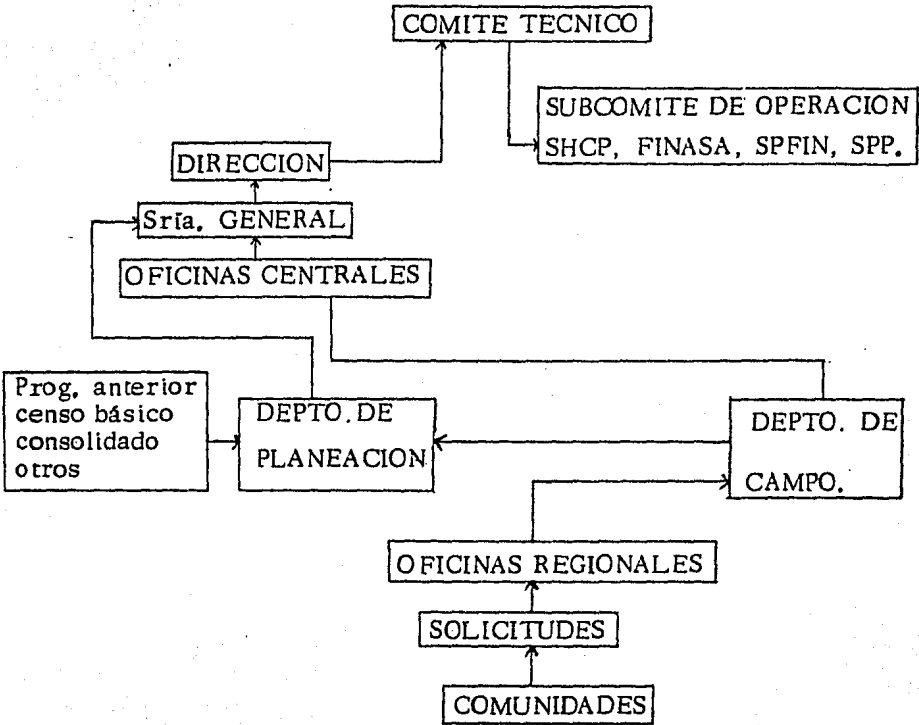 COMITE TECNICO
SUBCOMITE DE OPERACION
SHCP, FINASA, SPFIN, SPP.
DIRECCION
Sría. GENERAL
OFICINAS CENTRALES
Prog. anterior
censo básico
consolidado
otros
DEPTO. DE
PLANEACION
DEPTO. DE
CAMPO.
OFICINAS REGIONALES
SOLICITUDES
COMUNIDADES